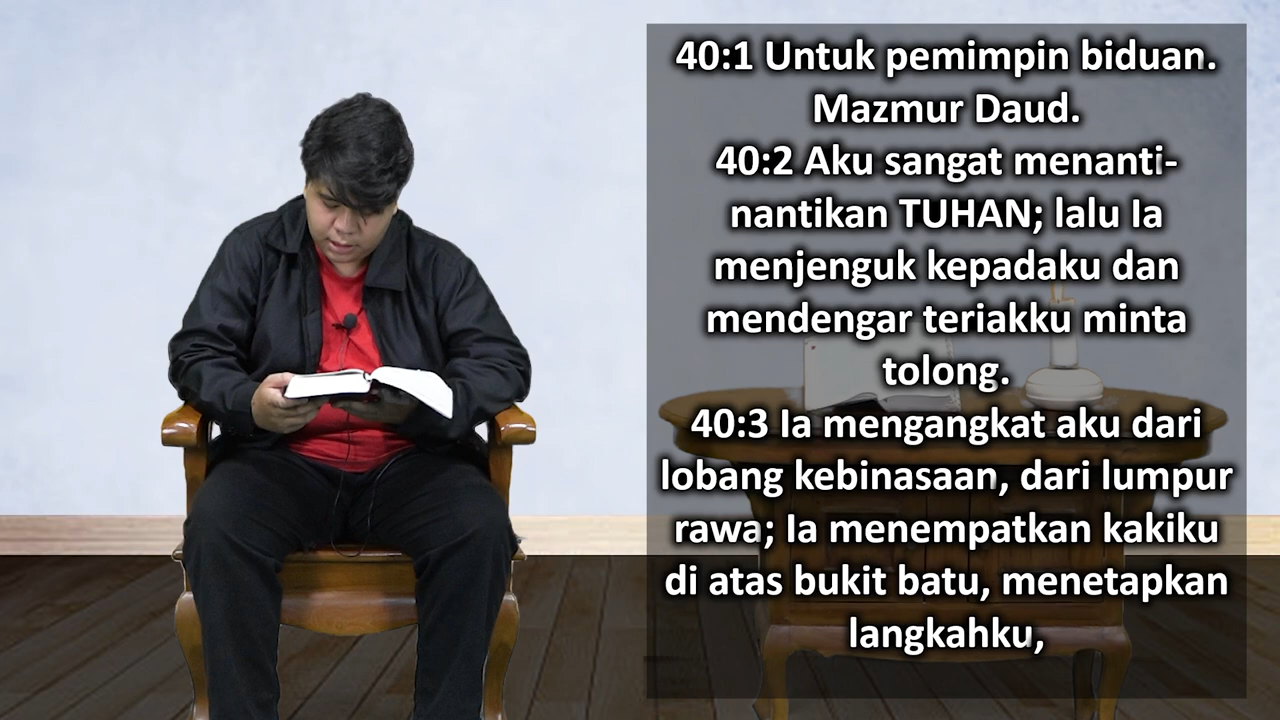 40:1 Untuk pemimpin biduan.
Mazmur Daud.
40:2 Aku sangat menanti-
nantikan TUHAN; lalu Ia
menjenguk kepadaku dan
mendengar teriakku minta
tolong.
40:3 Ia mengangkat aku dari
lobang kebinasaan, dari lumpur
rawa; Ia menempatkan kakiku
di atas bukit batu, menetapkan
langkahku,